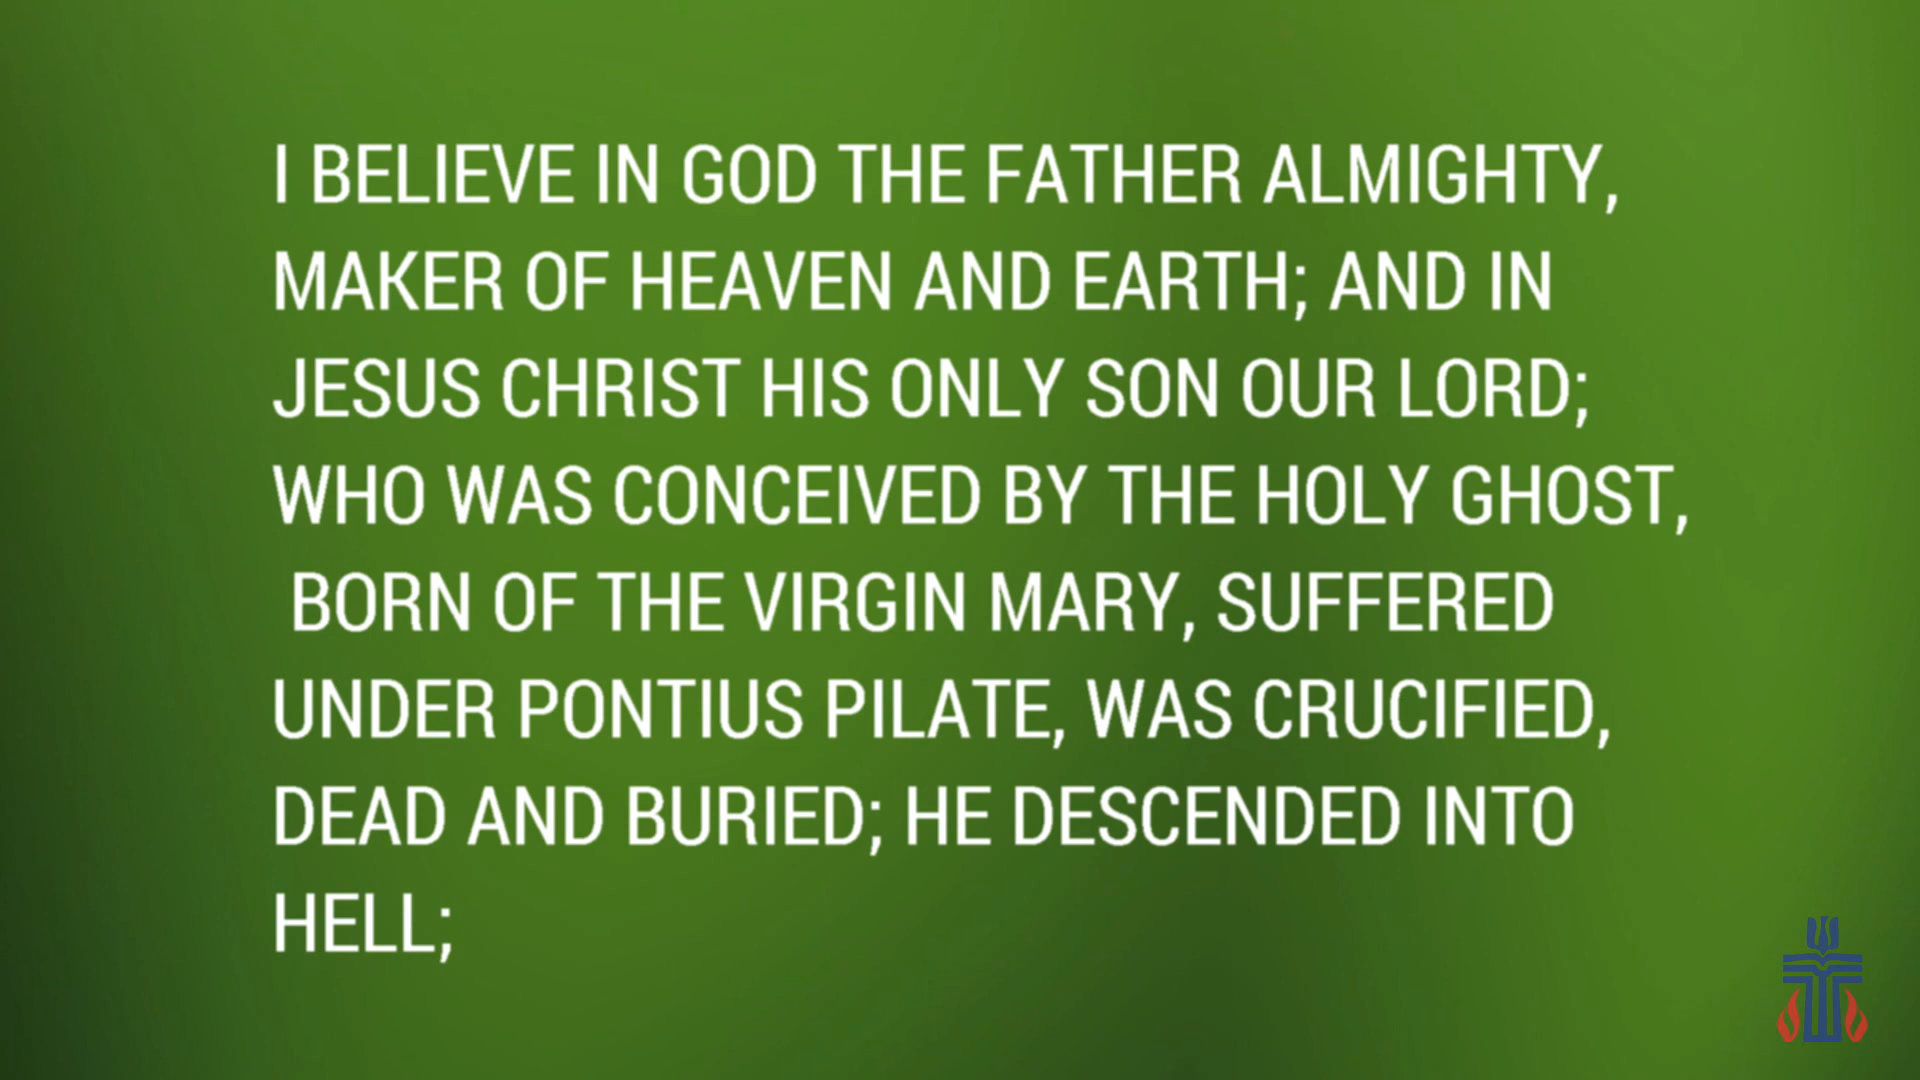 I BELIEVE IN GOD THE FATHER ALMIGHTY,
MAKER OF HEAVEN AND EARTH; AND IN
JESUS CHRIST HIS ONLY SON OUR LORD;
WHO WAS CONCEIVED BY THE HOLY GHOST,
BORN OF THE VIRGIN MARY, SUFFERED
UNDER PONTIUS PILATE, WAS CRUCIFIED,
DEAD AND BURIED; HE DESCENDED INTO
HELL;